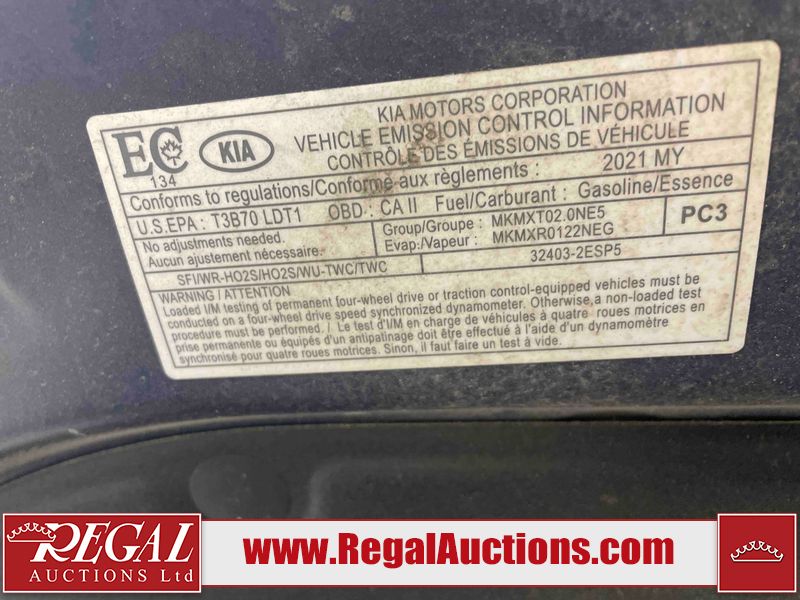 KIA MOTORS CORPORATION
VEHICLE EMISSION CONTROL INFORMATION
CONTRÔLE DES ÉMISSIONS DE VÉHICULE
EC
134
KIA
Conforms to regulations/Conforme aux règlements : 2021 MY
U.S.EPA : T3B70 LDT1 OBD : CA II Fuel/Carburant : Gasoline/Essence
No adjustments needed.
Aucun ajustement nécessaire.
Group/Groupe : MKMXT02.0NE5
Evap./Vapeur : MKMXR0122NEG
PC3
SFI/WR-HO2S/HO2S/WU-TWC/TWC
32403-2ESP5
WARNING / ATTENTION
Loaded I/M testing of permanent four-wheel drive or traction control-equipped vehicles must be
conducted on a four-wheel drive speed synchronized dynamometer. Otherwise, a non-loaded test
procedure must be performed. / Le test d'I/M en charge de véhicules à quatre roues motrices en
prise permanente ou équipés d'un antipatinage doit être effectué à l'aide d'un dynamomètre
synchronisé pour quatre roues motrices. Sinon, il faut faire un test à vide.
REGAL
AUCTIONS Ltd
www.RegalAuctions.com